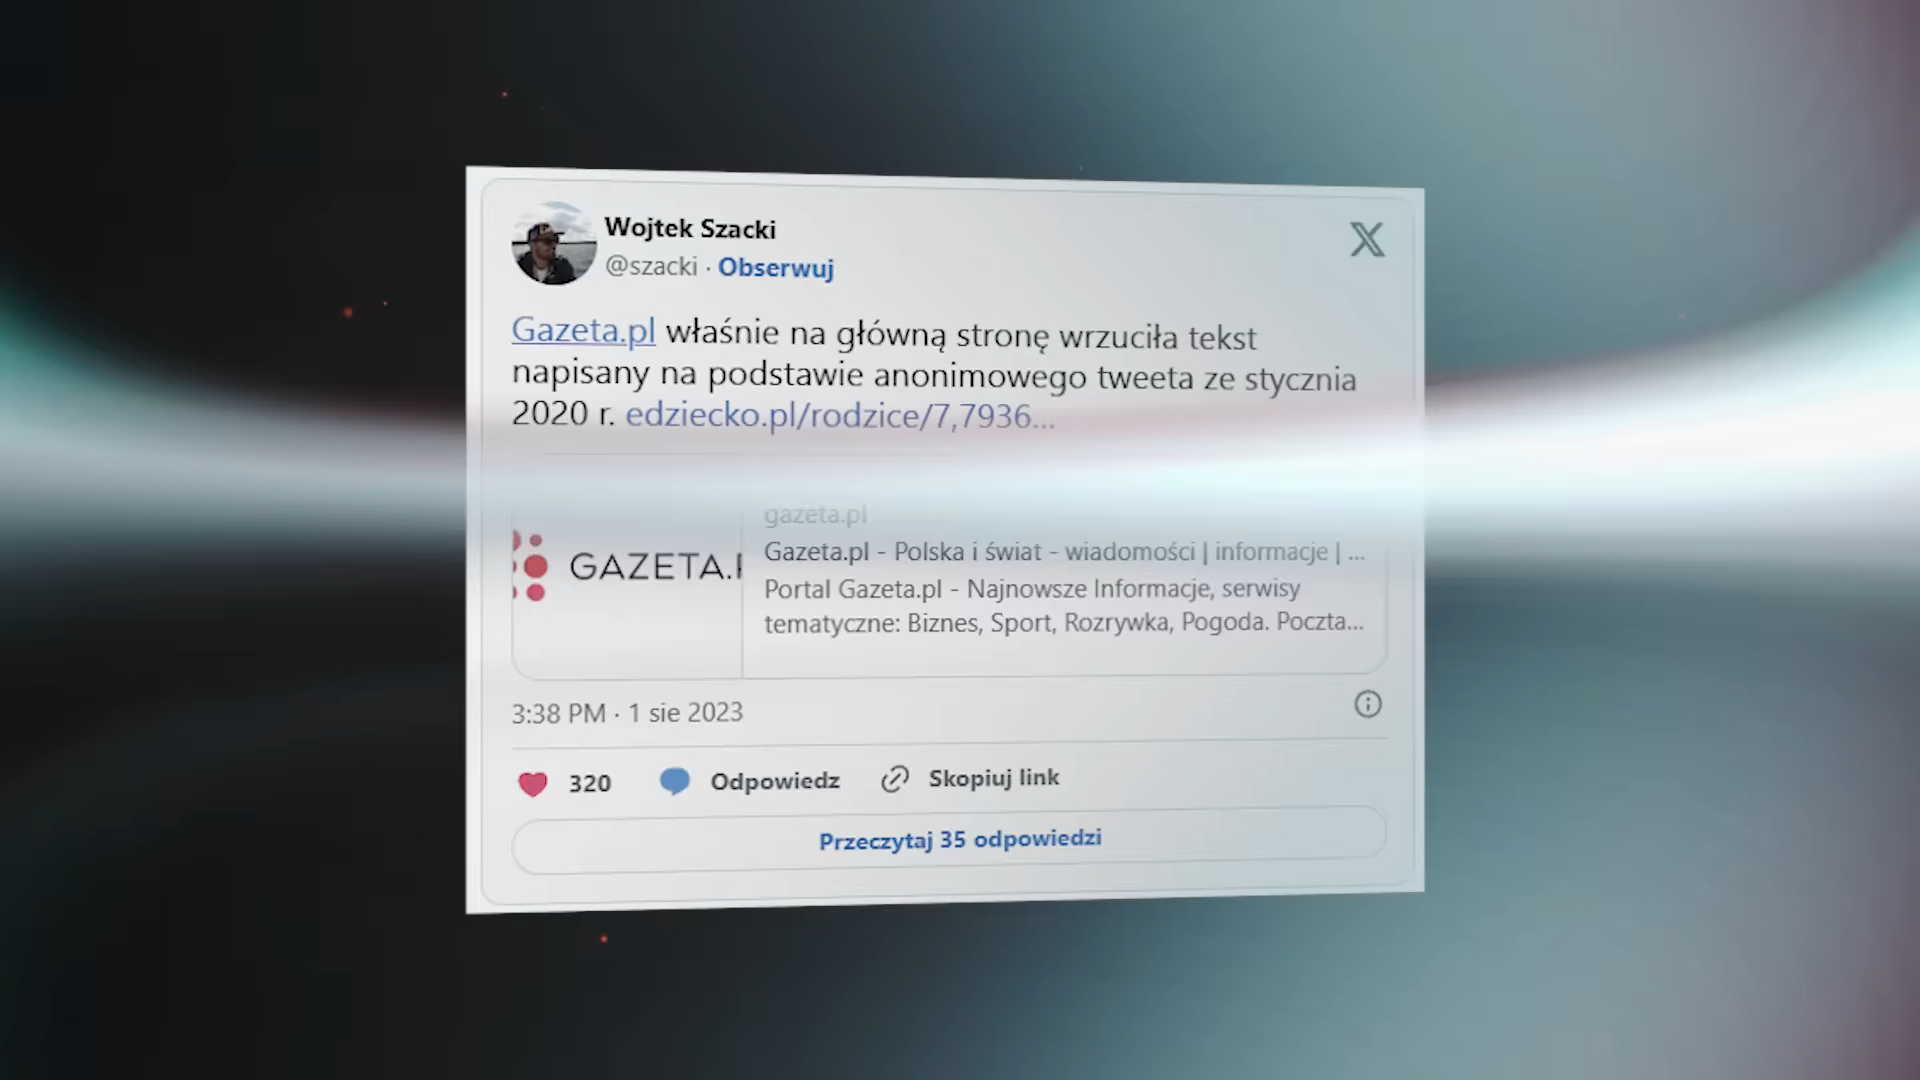 Wojtek Szacki
@szacki · Obserwuj
Gazeta.pl właśnie na główną stronę wrzuciła tekst
napisany na podstawie anonimowego tweeta ze stycznia
2020 r. edziecko.pl/rodzice/7,7936...
GAZETA.P
gazeta.pl
Gazeta.pl - Polska i świat - wiadomości | informacje | ...
Portal Gazeta.pl - Najnowsze Informacje, serwisy
tematyczne: Biznes, Sport, Rozrywka, Pogoda. Poczta...
3:38 PM · 1 sie 2023
320 Odpowiedz Skopiuj link
Przeczytaj 35 odpowiedzi